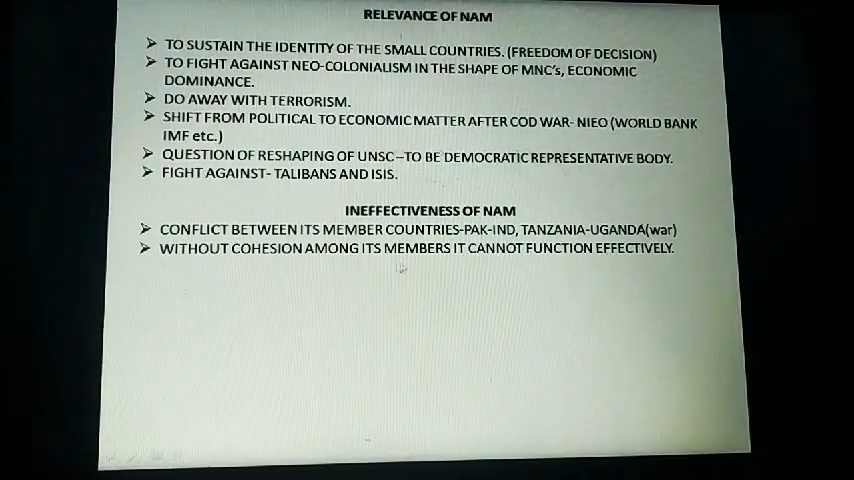 RELEVANCE OF NAM
➢ TO SUSTAIN THE IDENTITY OF THE SMALL COUNTRIES. (FREEDOM OF DECISION)
➢ TO FIGHT AGAINST NEO-COLONIALISM IN THE SHAPE OF MNC's, ECONOMIC
DOMINANCE.
➢ DO AWAY WITH TERRORISM.
➢ SHIFT FROM POLITICAL TO ECONOMIC MATTER AFTER COD WAR- NIEO (WORLD BANK
IMF etc.)
➢ QUESTION OF RESHAPING OF UNSC–TO BE DEMOCRATIC REPRESENTATIVE BODY.
➢ FIGHT AGAINST- TALIBANS AND ISIS.
INEFFECTIVENESS OF NAM
➢ CONFLICT BETWEEN ITS MEMBER COUNTRIES-PAK-IND, TANZANIA-UGANDA(war)
➢ WITHOUT COHESION AMONG ITS MEMBERS IT CANNOT FUNCTION EFFECTIVELY.